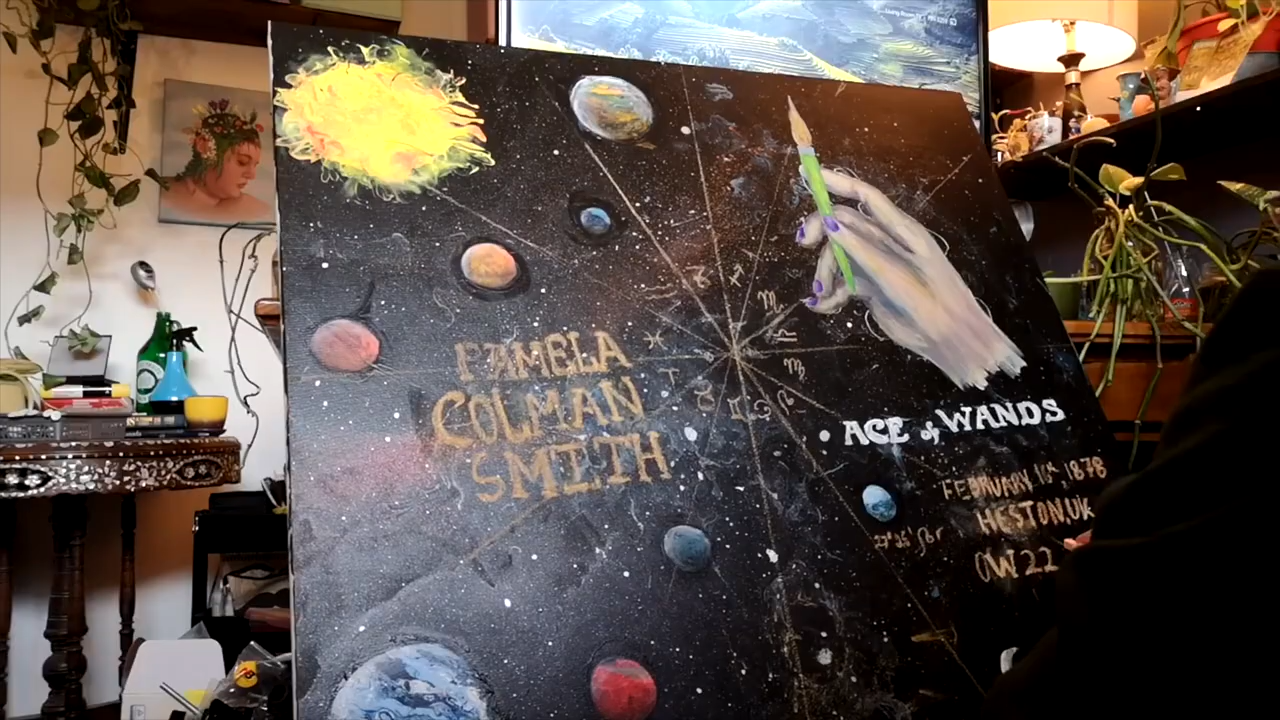 PAMELA
COLMAN
SMITH
ACE of WANDS
FEBRUARY 16th, 1878
HESTON, UK
OW22